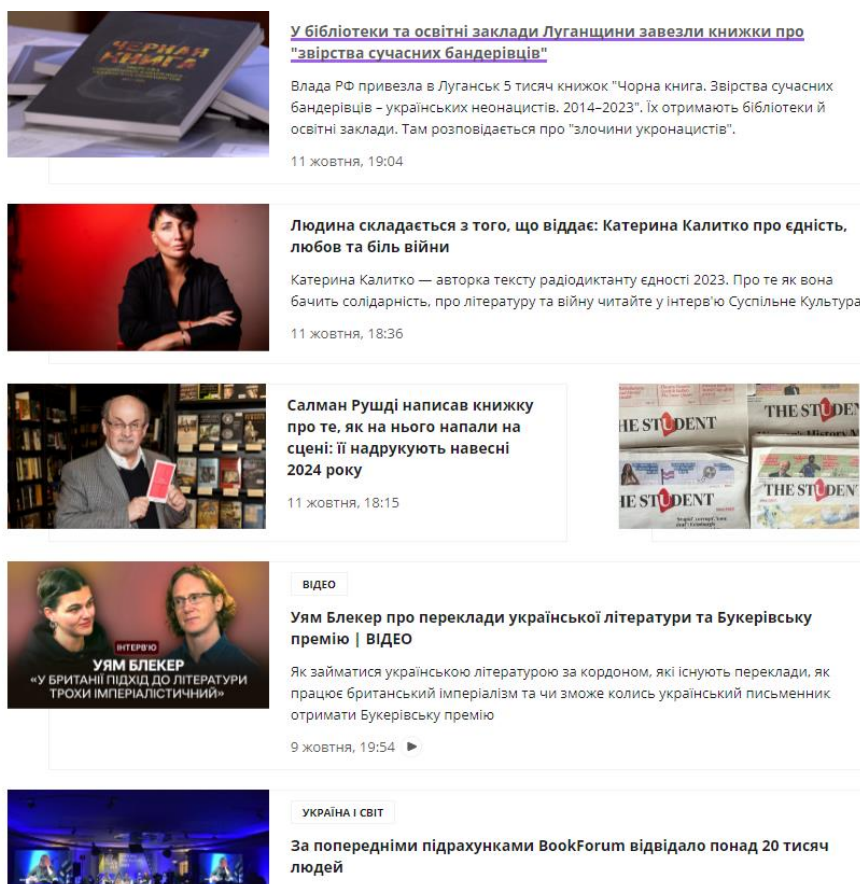 ЧЕРНАЯ
КНИГА
У бібліотеки та освітні заклади Луганщини завезли книжки про
"звірства сучасних бандерівців"
Влада РФ привезла в Луганськ 5 тисяч книжок "Чорна книга. Звірства сучасних
бандерівців – українських неонацистів. 2014–2023". Їх отримають бібліотеки й
освітні заклади. Там розповідається про "злочини укронацистів".
11 жовтня, 19:04
Людина складається з того, що віддає: Катерина Калитко про єдність,
любов та біль війни
Катерина Калитко — авторка тексту радіодиктанту єдності 2023. Про те як вона
бачить солідарність, про літературу та війну читайте у інтерв'ю Суспільне Культура
11 жовтня, 18:36
Салман Рушді написав книжку
про те, як на нього напали на
сцені: її надрукують навесні
2024 року
11 жовтня, 18:15
HE STUDENT
THE STUDEN
HE STUDENT
THE STUDEN
ВІДЕО
Уям Блекер про переклади української літератури та Букерівську
премію | ВІДЕО
Як займатися українською літературою за кордоном, які існують переклади, як
працює британський імперіалізм та чи зможе колись український письменник
отримати Букерівську премію
9 жовтня, 19:54
ІНТЕРВ'Ю
УЯМ БЛЕКЕР
«У БРИТАНІЇ ПІДХІД ДО ЛІТЕРАТУРИ
ТРОХИ ІМПЕРІАЛІСТИЧНИЙ»
УКРАЇНА І СВІТ
За попередніми підрахунками BookForum відвідало понад 20 тисяч
людей